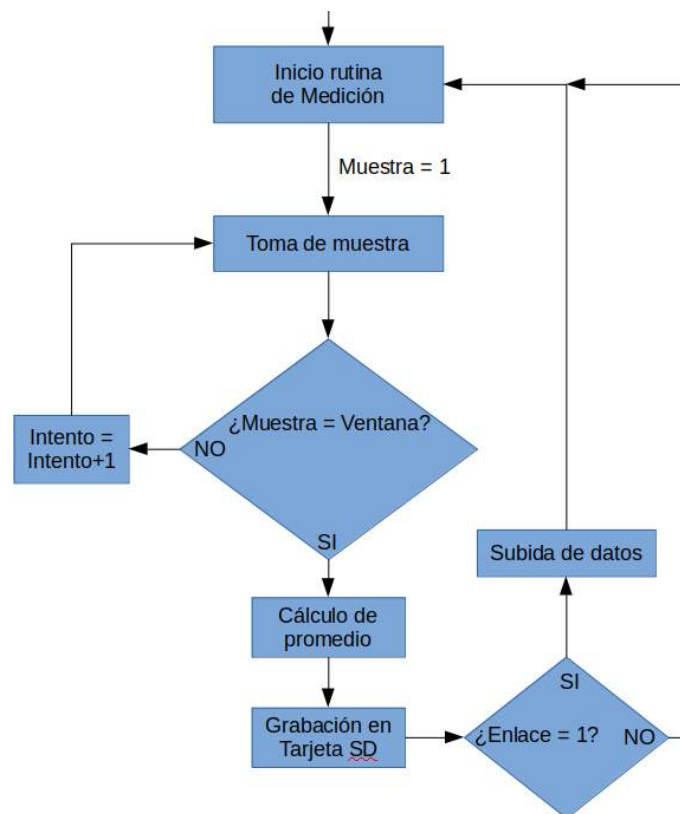 Inicio rutina
de Medición
Muestra = 1
Toma de muestra
¿Muestra = Ventana?
NO
Intento =
Intento+1
SI
Cálculo de
promedio
Grabación en
Tarjeta SD
¿Enlace = 1?
SI
NO
Subida de datos